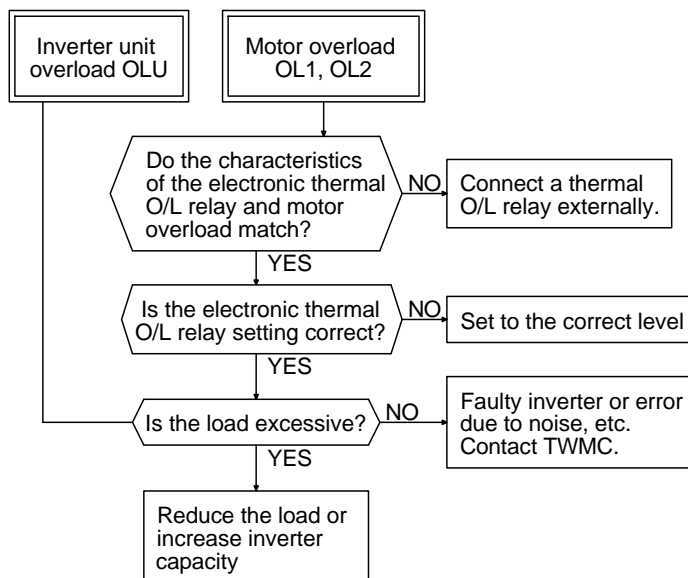 Inverter unit
overload OLU
Motor overload
OL1, OL2
Do the characteristics
of the electronic thermal
O/L relay and motor
overload match?
NO
Connect a thermal
O/L relay externally.
YES
Is the electronic thermal
O/L relay setting correct?
NO
Set to the correct level
YES
Is the load excessive?
NO
Faulty inverter or error
due to noise, etc.
Contact TWMC.
YES
Reduce the load or
increase inverter
capacity